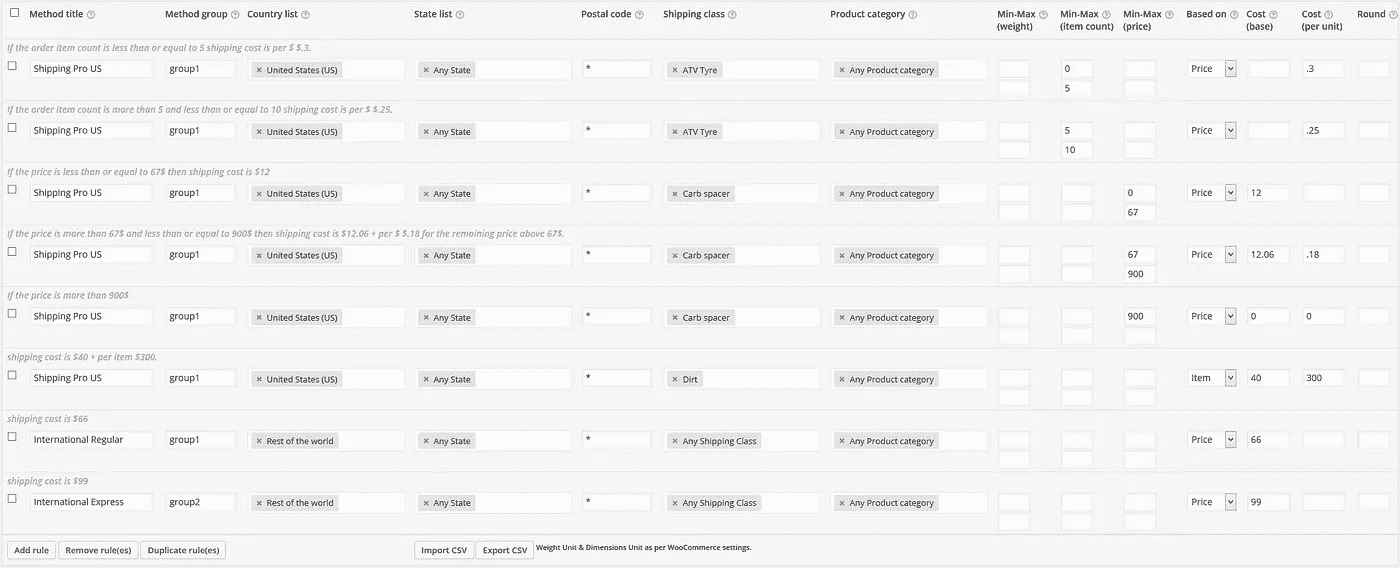 Method title Method group Country list State list Postal code Shipping class Product category Min-Max (weight) Min-Max (item count) Min-Max (price) Based on Cost (base) Cost (per unit) Round
If the order item count is less than or equal to 5 shipping cost is per $ $.3.
Shipping Pro US group1 × United States (US) × Any State * × ATV Tyre × Any Product category 0 Price .3
5
If the order item count is more than 5 and less than or equal to 10 shipping cost is per $ $.25.
Shipping Pro US group1 × United States (US) × Any State * × ATV Tyre × Any Product category 5 Price .25
10
If the price is less than or equal to 67$ then shipping cost is $12
Shipping Pro US group1 × United States (US) × Any State * × Carb spacer × Any Product category 0 Price 12
67
If the price is more than 67$ and less than or equal to 900$ then shipping cost is $12.06 + per $ $.18 for the remaining price above 67$.
Shipping Pro US group1 × United States (US) × Any State * × Carb spacer × Any Product category 67 Price 12.06 .18
900
If the price is more than 900$
Shipping Pro US group1 × United States (US) × Any State * × Carb spacer × Any Product category 900 Price 0 0
shipping cost is $40 + per item $300.
Shipping Pro US group1 × United States (US) × Any State * × Dirt × Any Product category Item 40 300
shipping cost is $66
International Regular group1 × Rest of the world × Any State * × Any Shipping Class × Any Product category Price 66
shipping cost is $99
International Express group2 × Rest of the world × Any State * × Any Shipping Class × Any Product category Price 99
Add rule Remove rule(es) Duplicate rule(es) Import CSV Export CSV Weight Unit & Dimensions Unit as per WooCommerce settings.